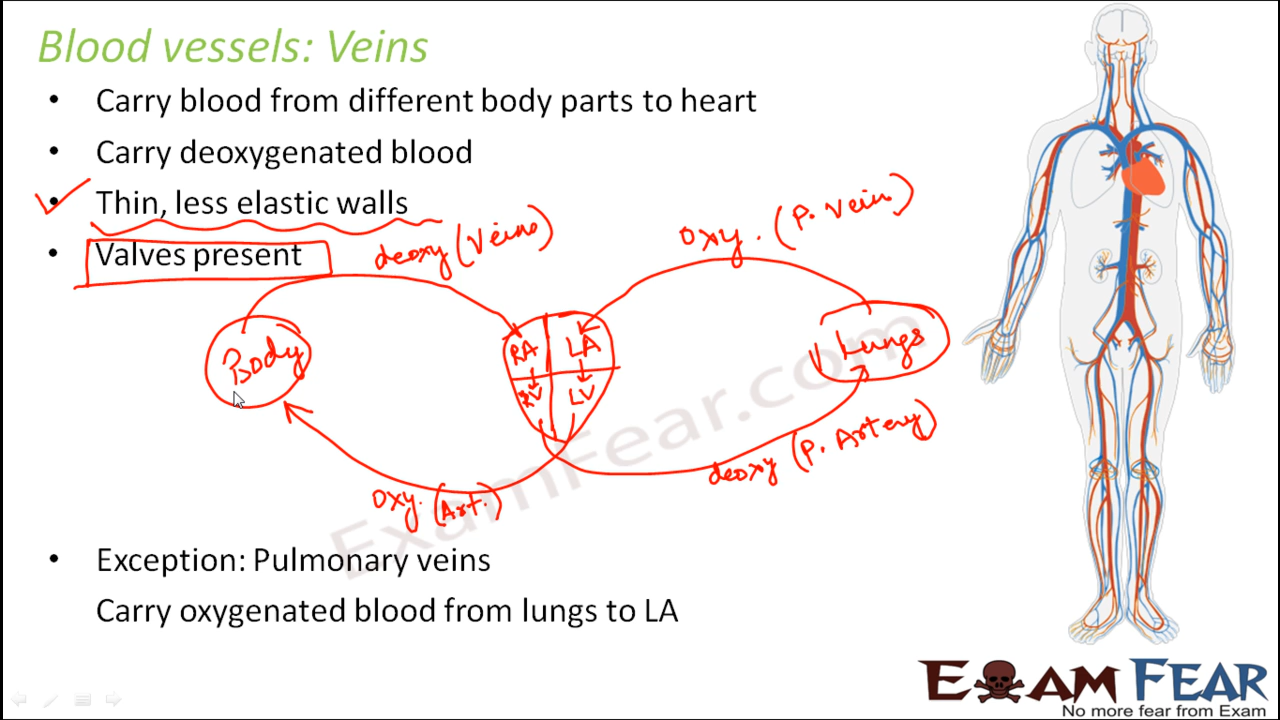 Blood vessels: Veins
• Carry blood from different body parts to heart
• Carry deoxygenated blood
• Thin, less elastic walls
• Valves present
deoxy (Veins)
oxy. (P. Vein)
Body
RA
LA
RV
LV
Lungs
oxy. (Art.)
deoxy (P. Artery)
ExamFear.com
• Exception: Pulmonary veins
Carry oxygenated blood from lungs to LA
EXAM FEAR
No more fear from Exam